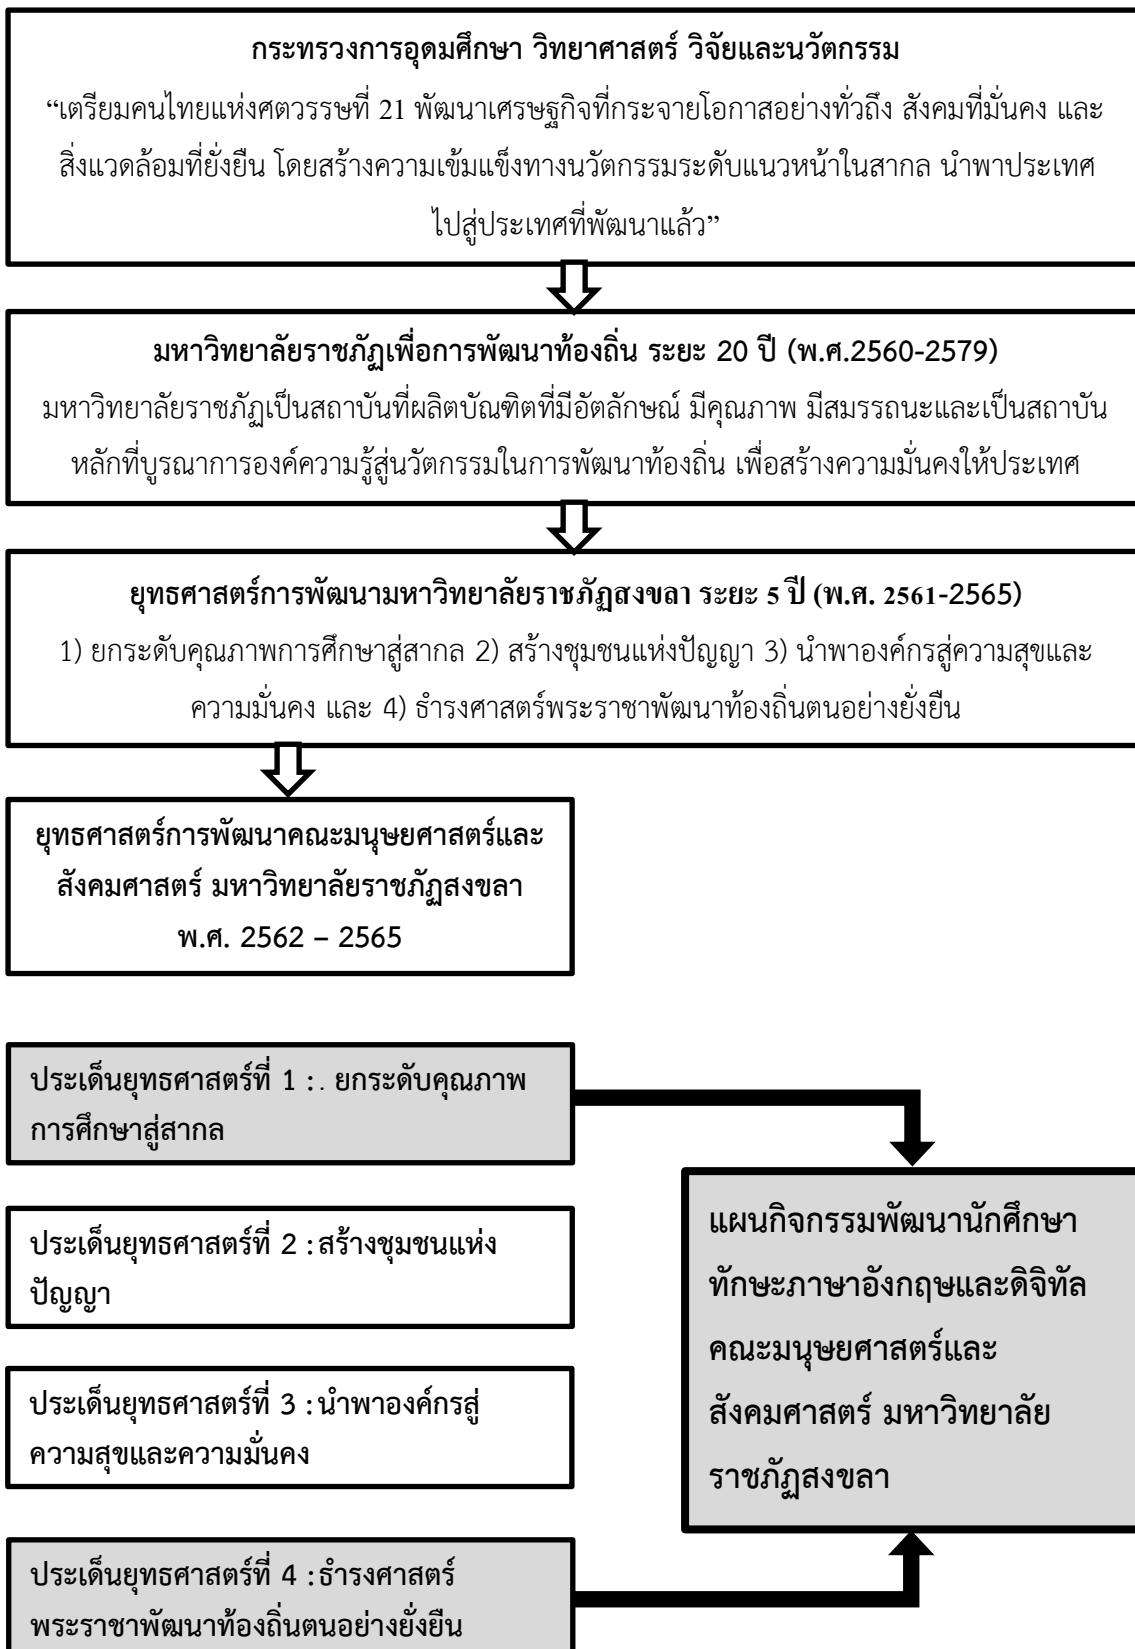 กระทรวงการอุดมศึกษา วิทยาศาสตร์ วิจัยและนวัตกรรม
“เตรียมคนไทยแห่งศตวรรษที่ 21 พัฒนาเศรษฐกิจที่กระจายโอกาสอย่างทั่วถึง สังคมที่มั่นคง และ
สิ่งแวดล้อมที่ยั่งยืน โดยสร้างความเข้มแข็งทางนวัตกรรมระดับแนวหน้าในสากล นำพาประเทศ
ไปสู่ประเทศที่พัฒนาแล้ว”
มหาวิทยาลัยราชภัฏเพื่อการพัฒนาท้องถิ่น ระยะ 20 ปี (พ.ศ.2560-2579)
มหาวิทยาลัยราชภัฏเป็นสถาบันที่ผลิตบัณฑิตที่มีอัตลักษณ์ มีคุณภาพ มีสมรรถนะและเป็นสถาบัน
หลักที่บูรณาการองค์ความรู้สู่นวัตกรรมในการพัฒนาท้องถิ่น เพื่อสร้างความมั่นคงให้ประเทศ
ยุทธศาสตร์การพัฒนามหาวิทยาลัยราชภัฏสงขลา ระยะ 5 ปี (พ.ศ. 2561-2565)
1) ยกระดับคุณภาพการศึกษาสู่สากล 2) สร้างชุมชนแห่งปัญญา 3) นำพาองค์กรสู่ความสุขและ
ความมั่นคง และ 4) ธำรงศาสตร์พระราชาพัฒนาท้องถิ่นตนอย่างยั่งยืน
ยุทธศาสตร์การพัฒนาคณะมนุษยศาสตร์และ
สังคมศาสตร์ มหาวิทยาลัยราชภัฏสงขลา
พ.ศ. 2562 – 2565
ประเด็นยุทธศาสตร์ที่ 1 :. ยกระดับคุณภาพ
การศึกษาสู่สากล
ประเด็นยุทธศาสตร์ที่ 2 :สร้างชุมชนแห่ง
ปัญญา
ประเด็นยุทธศาสตร์ที่ 3 :นำพาองค์กรสู่
ความสุขและความมั่นคง
ประเด็นยุทธศาสตร์ที่ 4 :ธำรงศาสตร์
พระราชาพัฒนาท้องถิ่นตนอย่างยั่งยืน
แผนกิจกรรมพัฒนานักศึกษา
ทักษะภาษาอังกฤษและดิจิทัล
คณะมนุษยศาสตร์และ
สังคมศาสตร์ มหาวิทยาลัย
ราชภัฏสงขลา